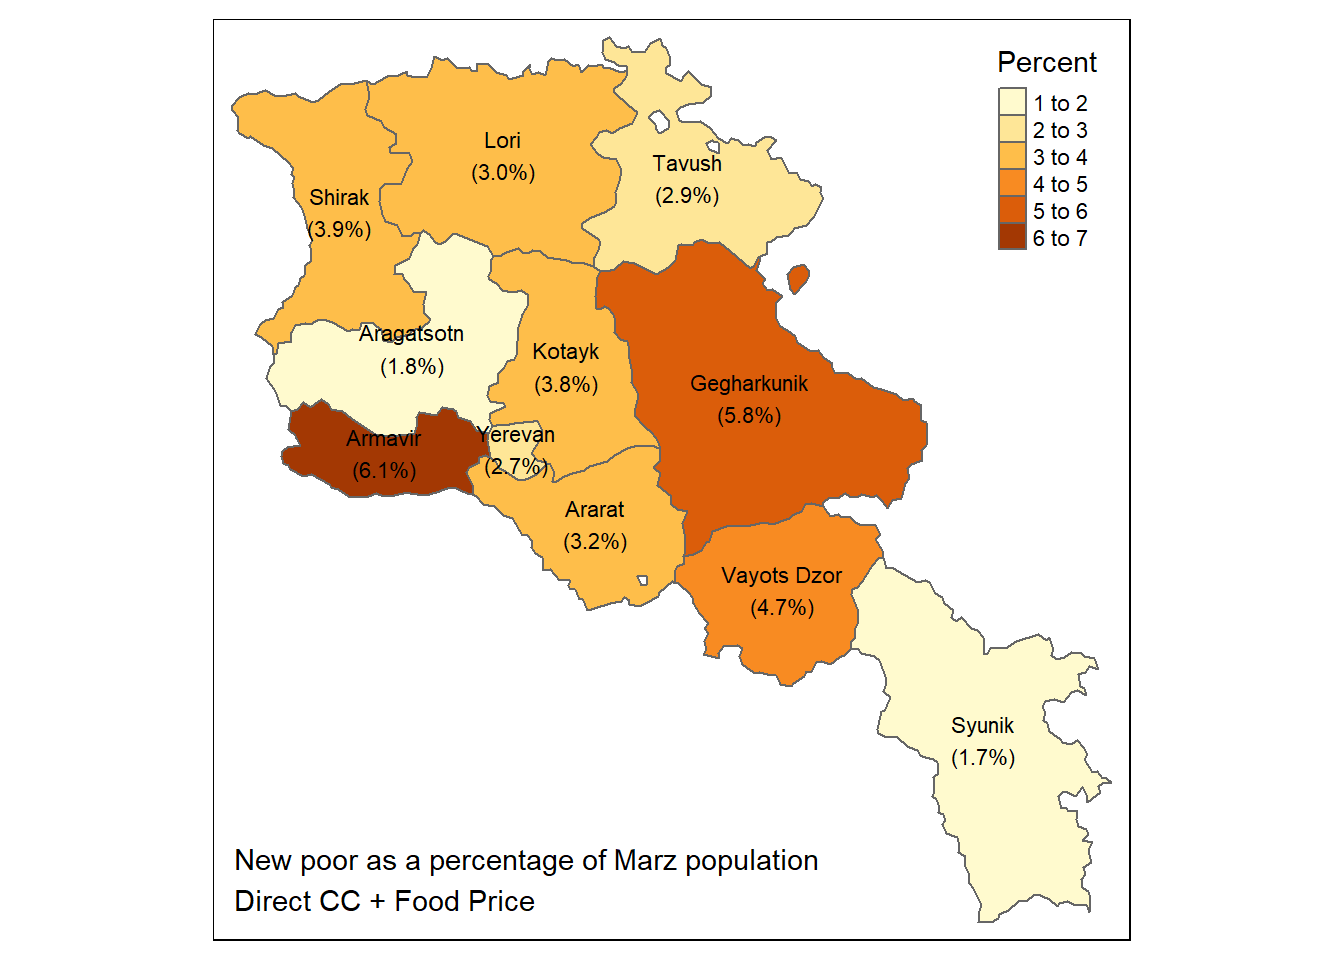 Percent
1 to 2
2 to 3
3 to 4
4 to 5
5 to 6
6 to 7
Lori
(3.0%)
Tavush
(2.9%)
Shirak
(3.9%)
Aragatsotn
(1.8%)
Kotayk
(3.8%)
Gegharkunik
(5.8%)
Armavir
(6.1%)
Yerevan
(2.7%)
Ararat
(3.2%)
Vayots Dzor
(4.7%)
Syunik
(1.7%)
New poor as a percentage of Marz population
Direct CC + Food Price